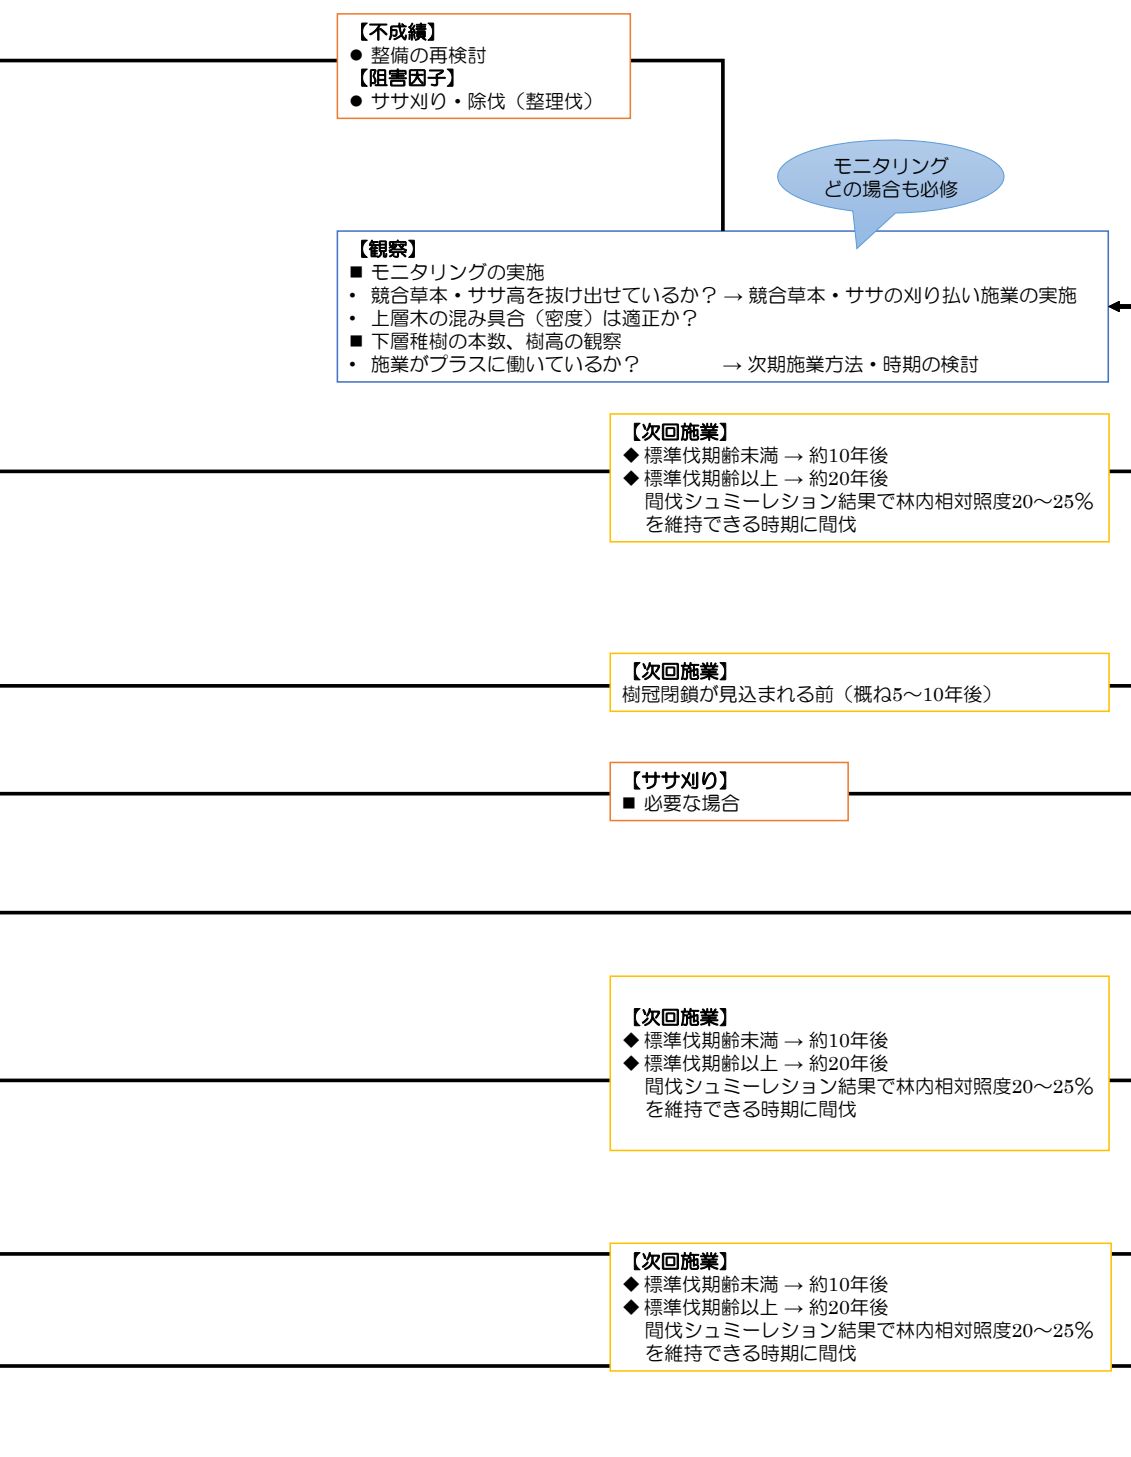 【不成績】
● 整備の再検討
【阻害因子】
● ササ刈り・除伐（整理伐）
モニタリング
どの場合も必修
【観察】
■ モニタリングの実施
・ 競合草本・ササ高を抜け出せているか？→ 競合草本・ササの刈り払い施業の実施
・ 上層木の混み具合（密度）は適正か？
■ 下層稚樹の本数、樹高の観察
・ 施業がプラスに働いているか？ → 次期施業方法・時期の検討
【次回施業】
◆ 標準伐期齢未満 → 約10年後
◆ 標準伐期齢以上 → 約20年後
間伐シュミーレション結果で林内相対照度20～25％
を維持できる時期に間伐
【次回施業】
樹冠閉鎖が見込まれる前（概ね5～10年後）
【ササ刈り】
■ 必要な場合
【次回施業】
◆ 標準伐期齢未満 → 約10年後
◆ 標準伐期齢以上 → 約20年後
間伐シュミーレション結果で林内相対照度20～25％
を維持できる時期に間伐
【次回施業】
◆ 標準伐期齢未満 → 約10年後
◆ 標準伐期齢以上 → 約20年後
間伐シュミーレション結果で林内相対照度20～25％
を維持できる時期に間伐